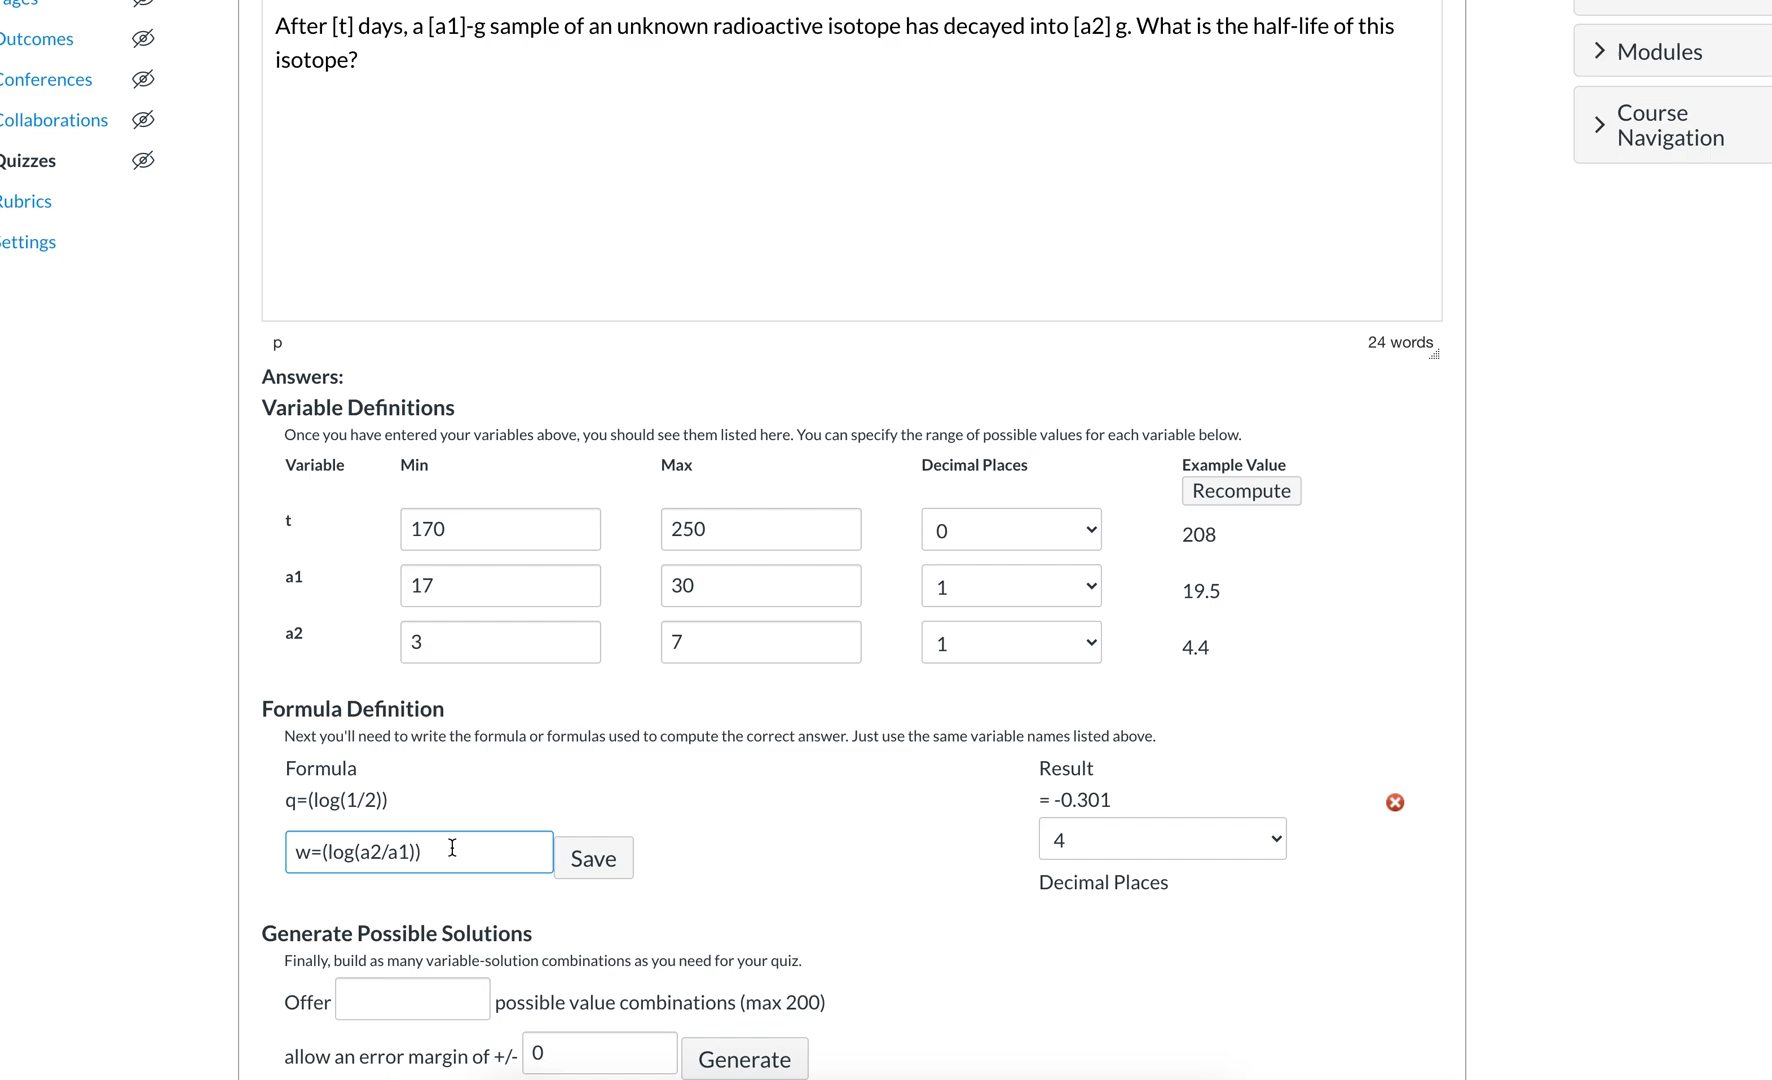 Outcomes
Conferences
Collaborations
Quizzes
Rubrics
Settings
After [t] days, a [a1]-g sample of an unknown radioactive isotope has decayed into [a2] g. What is the half-life of this
isotope?
Modules
Course
Navigation
p
24 words
Answers:
Variable Definitions
Once you have entered your variables above, you should see them listed here. You can specify the range of possible values for each variable below.
Variable Min Max Decimal Places Example Value
Recompute
t 170 250 0 208
a1 17 30 1 19.5
a2 3 7 1 4.4
Formula Definition
Next you'll need to write the formula or formulas used to compute the correct answer. Just use the same variable names listed above.
Formula Result
q=(log(1/2)) = -0.301
w=(log(a2/a1)) Save 4
Decimal Places
Generate Possible Solutions
Finally, build as many variable-solution combinations as you need for your quiz.
Offer possible value combinations (max 200)
allow an error margin of +/- 0 Generate